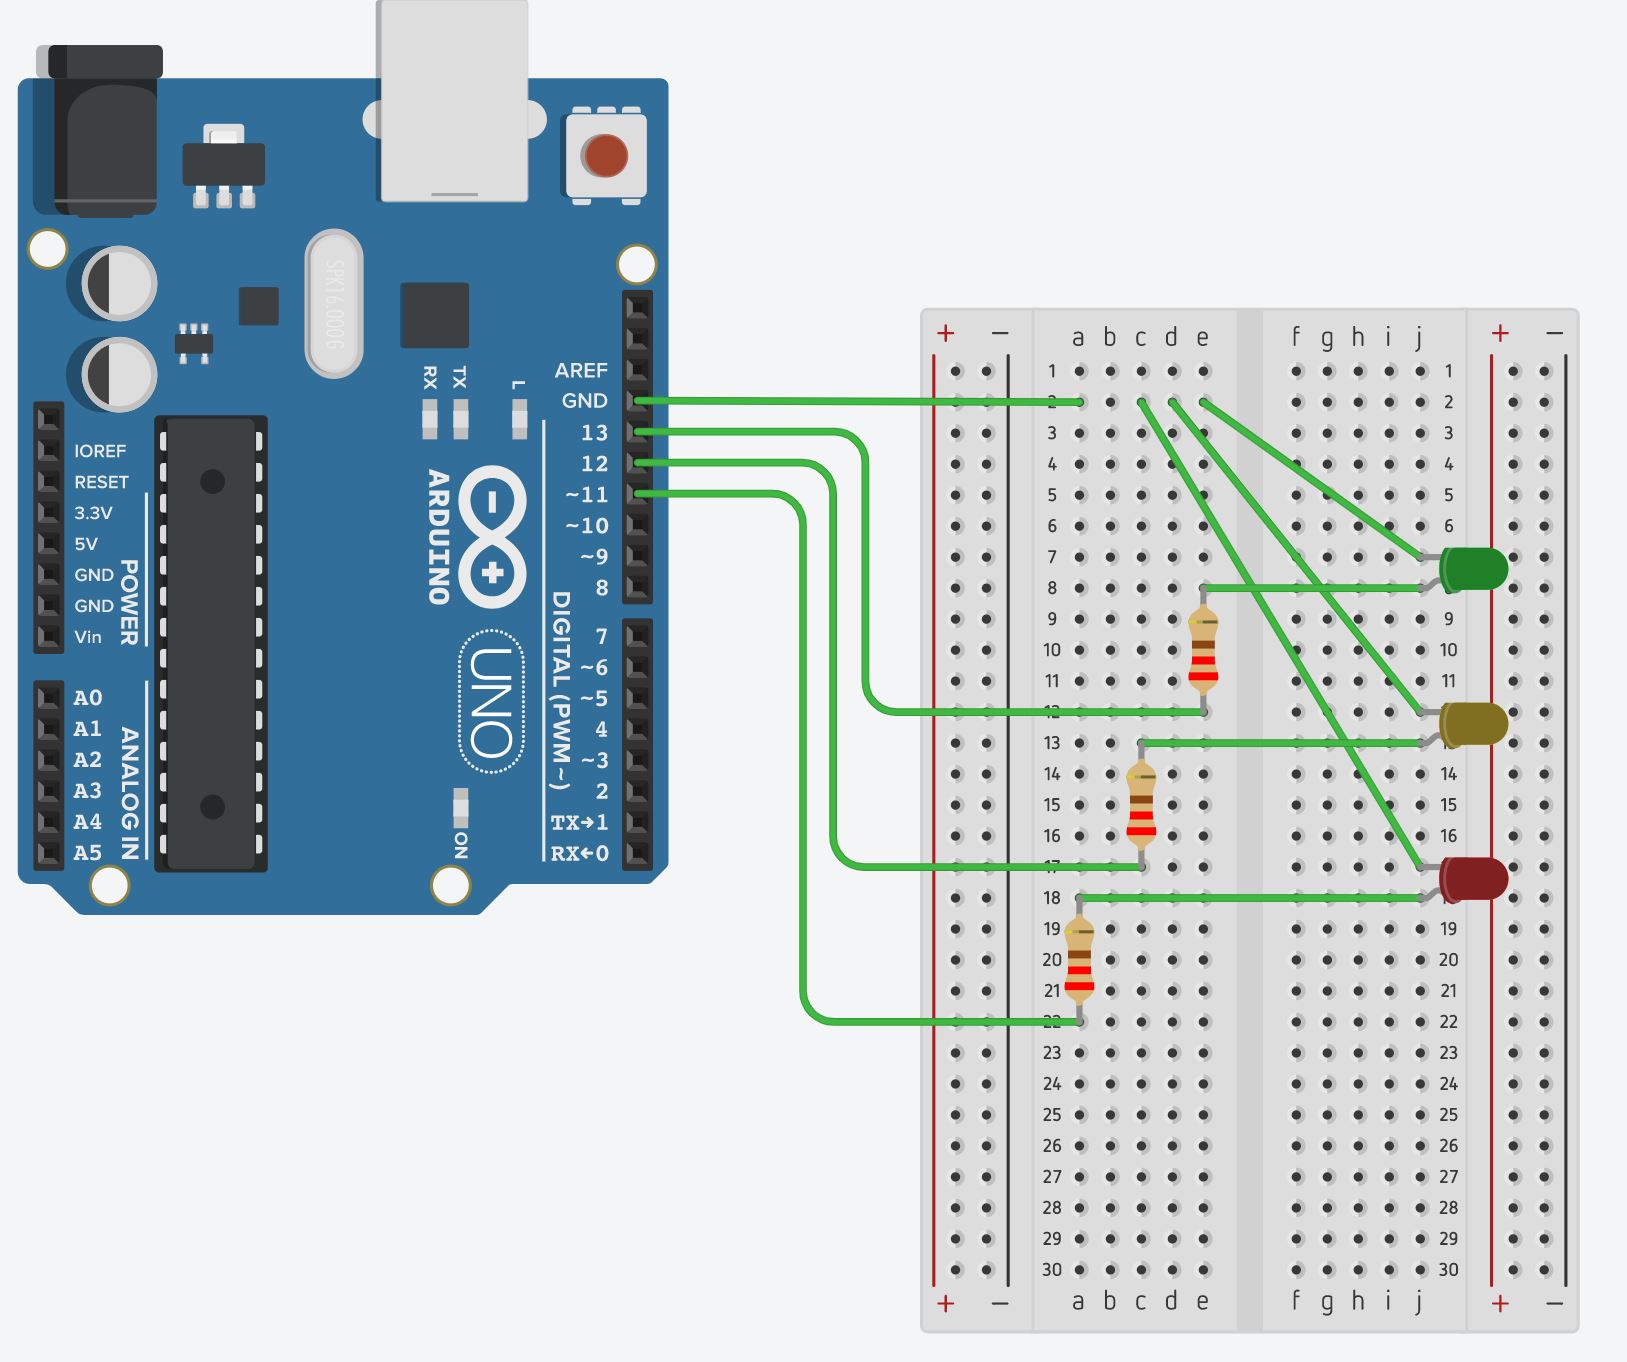 SPK16.000G
RX
TX
L
AREF
GND
13
12
~11
~10
~9
8
7
~6
~5
4
~3
2
TX→1
RX←0
DIGITAL (PWM~)
ARDUINO
UNO
ON
IOREF
RESET
3.3V
5V
GND
GND
Vin
POWER
A0
A1
A2
A3
A4
A5
ANALOG IN
+ − a b c d e f g h i j + −
1 1
2 2
3 3
4 4
5 5
6 6
7 7
8
9 9
10 10
11 11
12
13
14 14
15 15
16 16
17
18
19 19
20 20
21 21
22 22
23 23
24 24
25 25
26 26
27 27
28 28
29 29
30 30
+ − a b c d e f g h i j + −